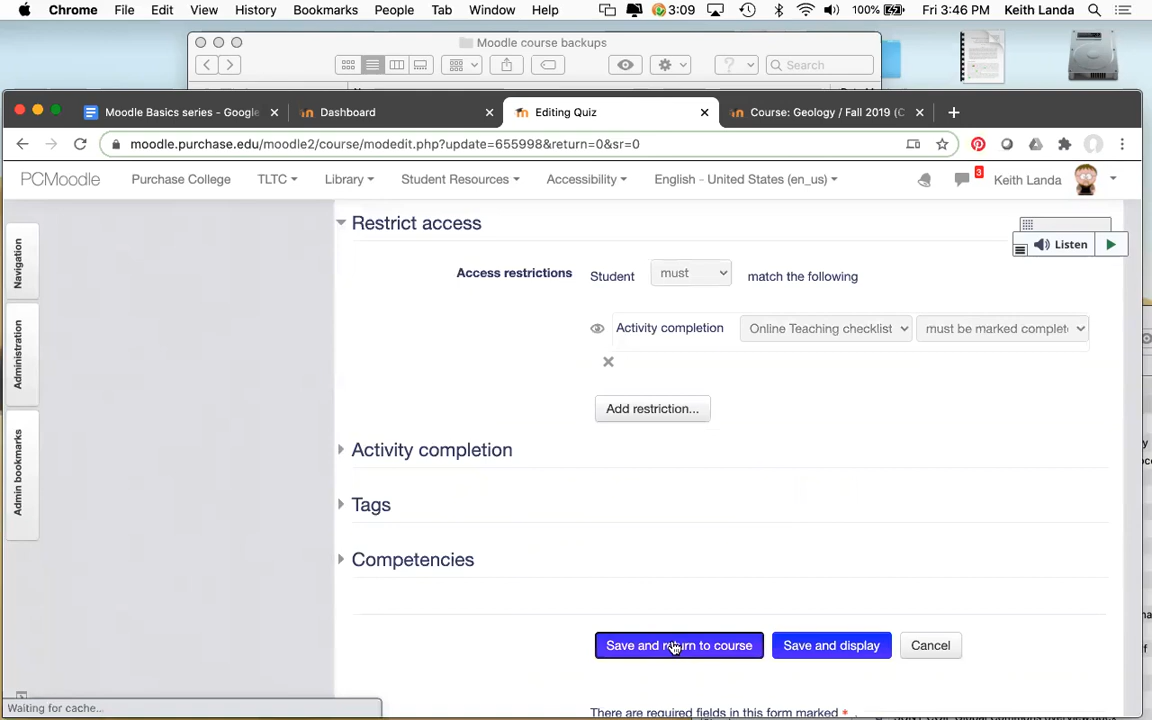 Chrome File Edit View History Bookmarks People Tab Window Help 3:09 100% Fri 3:46 PM Keith Landa
Moodle course backups
? Search
Moodle Basics series - Google Dashboard Editing Quiz Course: Geology / Fall 2019 (C
moodle.purchase.edu/moodle2/course/modedit.php?update=655998&return=0&sr=0
PCMoodle Purchase College TLTC Library Student Resources Accessibility English - United States (en_us) 3 Keith Landa
Restrict access
Listen
Navigation
Access restrictions Student must match the following
Activity completion Online Teaching checklist must be marked complet
Administration
Add restriction...
Activity completion
Admin bookmarks
Tags
Competencies
Save and return to course Save and display Cancel
Waiting for cache...
There are required fields in this form marked *